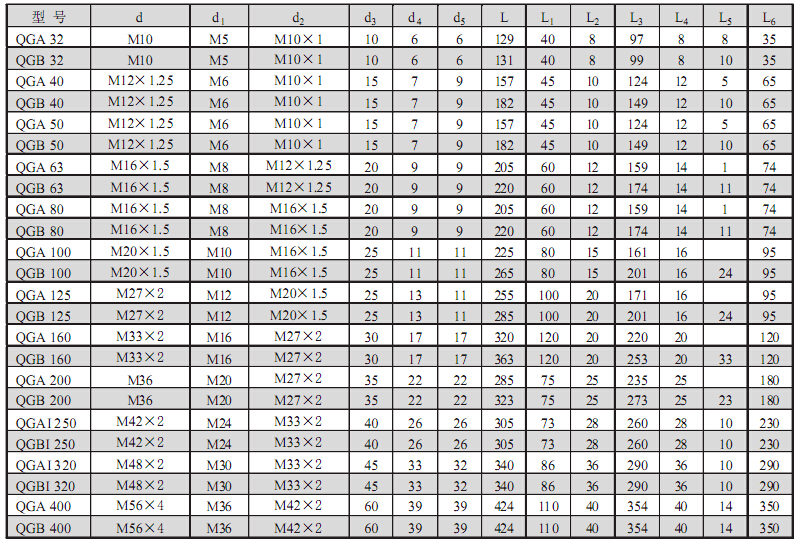 型 号 d d1 d2 d3 d4 d5 L L1 L2 L3 L4 L5 L6
QGA 32 M10 M5 M10×1 10 6 6 129 40 8 97 8 8 35
QGB 32 M10 M5 M10×1 10 6 6 131 40 8 99 8 10 35
QGA 40 M12×1.25 M6 M10×1 15 7 9 157 45 10 124 12 5 65
QGB 40 M12×1.25 M6 M10×1 15 7 9 182 45 10 149 12 10 65
QGA 50 M12×1.25 M6 M10×1 15 7 9 157 45 10 124 12 5 65
QGB 50 M12×1.25 M6 M10×1 15 7 9 182 45 10 149 12 10 65
QGA 63 M16×1.5 M8 M12×1.25 20 9 9 205 60 12 159 14 1 74
QGB 63 M16×1.5 M8 M12×1.25 20 9 9 220 60 12 174 14 11 74
QGA 80 M16×1.5 M8 M16×1.5 20 9 9 205 60 12 159 14 1 74
QGB 80 M16×1.5 M8 M16×1.5 20 9 9 220 60 12 174 14 11 74
QGA 100 M20×1.5 M10 M16×1.5 25 11 11 225 80 15 161 16 95
QGB 100 M20×1.5 M10 M16×1.5 25 11 11 265 80 15 201 16 24 95
QGA 125 M27×2 M12 M20×1.5 25 13 11 255 100 20 171 16 95
QGB 125 M27×2 M12 M20×1.5 25 13 11 285 100 20 201 16 24 95
QGA 160 M33×2 M16 M27×2 30 17 17 320 120 20 220 20 120
QGB 160 M33×2 M16 M27×2 30 17 17 363 120 20 253 20 33 120
QGA 200 M36 M20 M27×2 35 22 22 285 75 25 235 25 180
QGB 200 M36 M20 M27×2 35 22 22 323 75 25 273 25 23 180
QGAI 250 M42×2 M24 M33×2 40 26 26 305 73 28 260 28 10 230
QGBI 250 M42×2 M24 M33×2 40 26 26 305 73 28 260 28 10 230
QGAI 320 M48×2 M30 M33×2 45 33 32 340 86 36 290 36 10 290
QGBI 320 M48×2 M30 M33×2 45 33 32 340 86 36 290 36 10 290
QGA 400 M56×4 M36 M42×2 60 39 39 424 110 40 354 40 14 350
QGB 400 M56×4 M36 M42×2 60 39 39 424 110 40 354 40 14 350